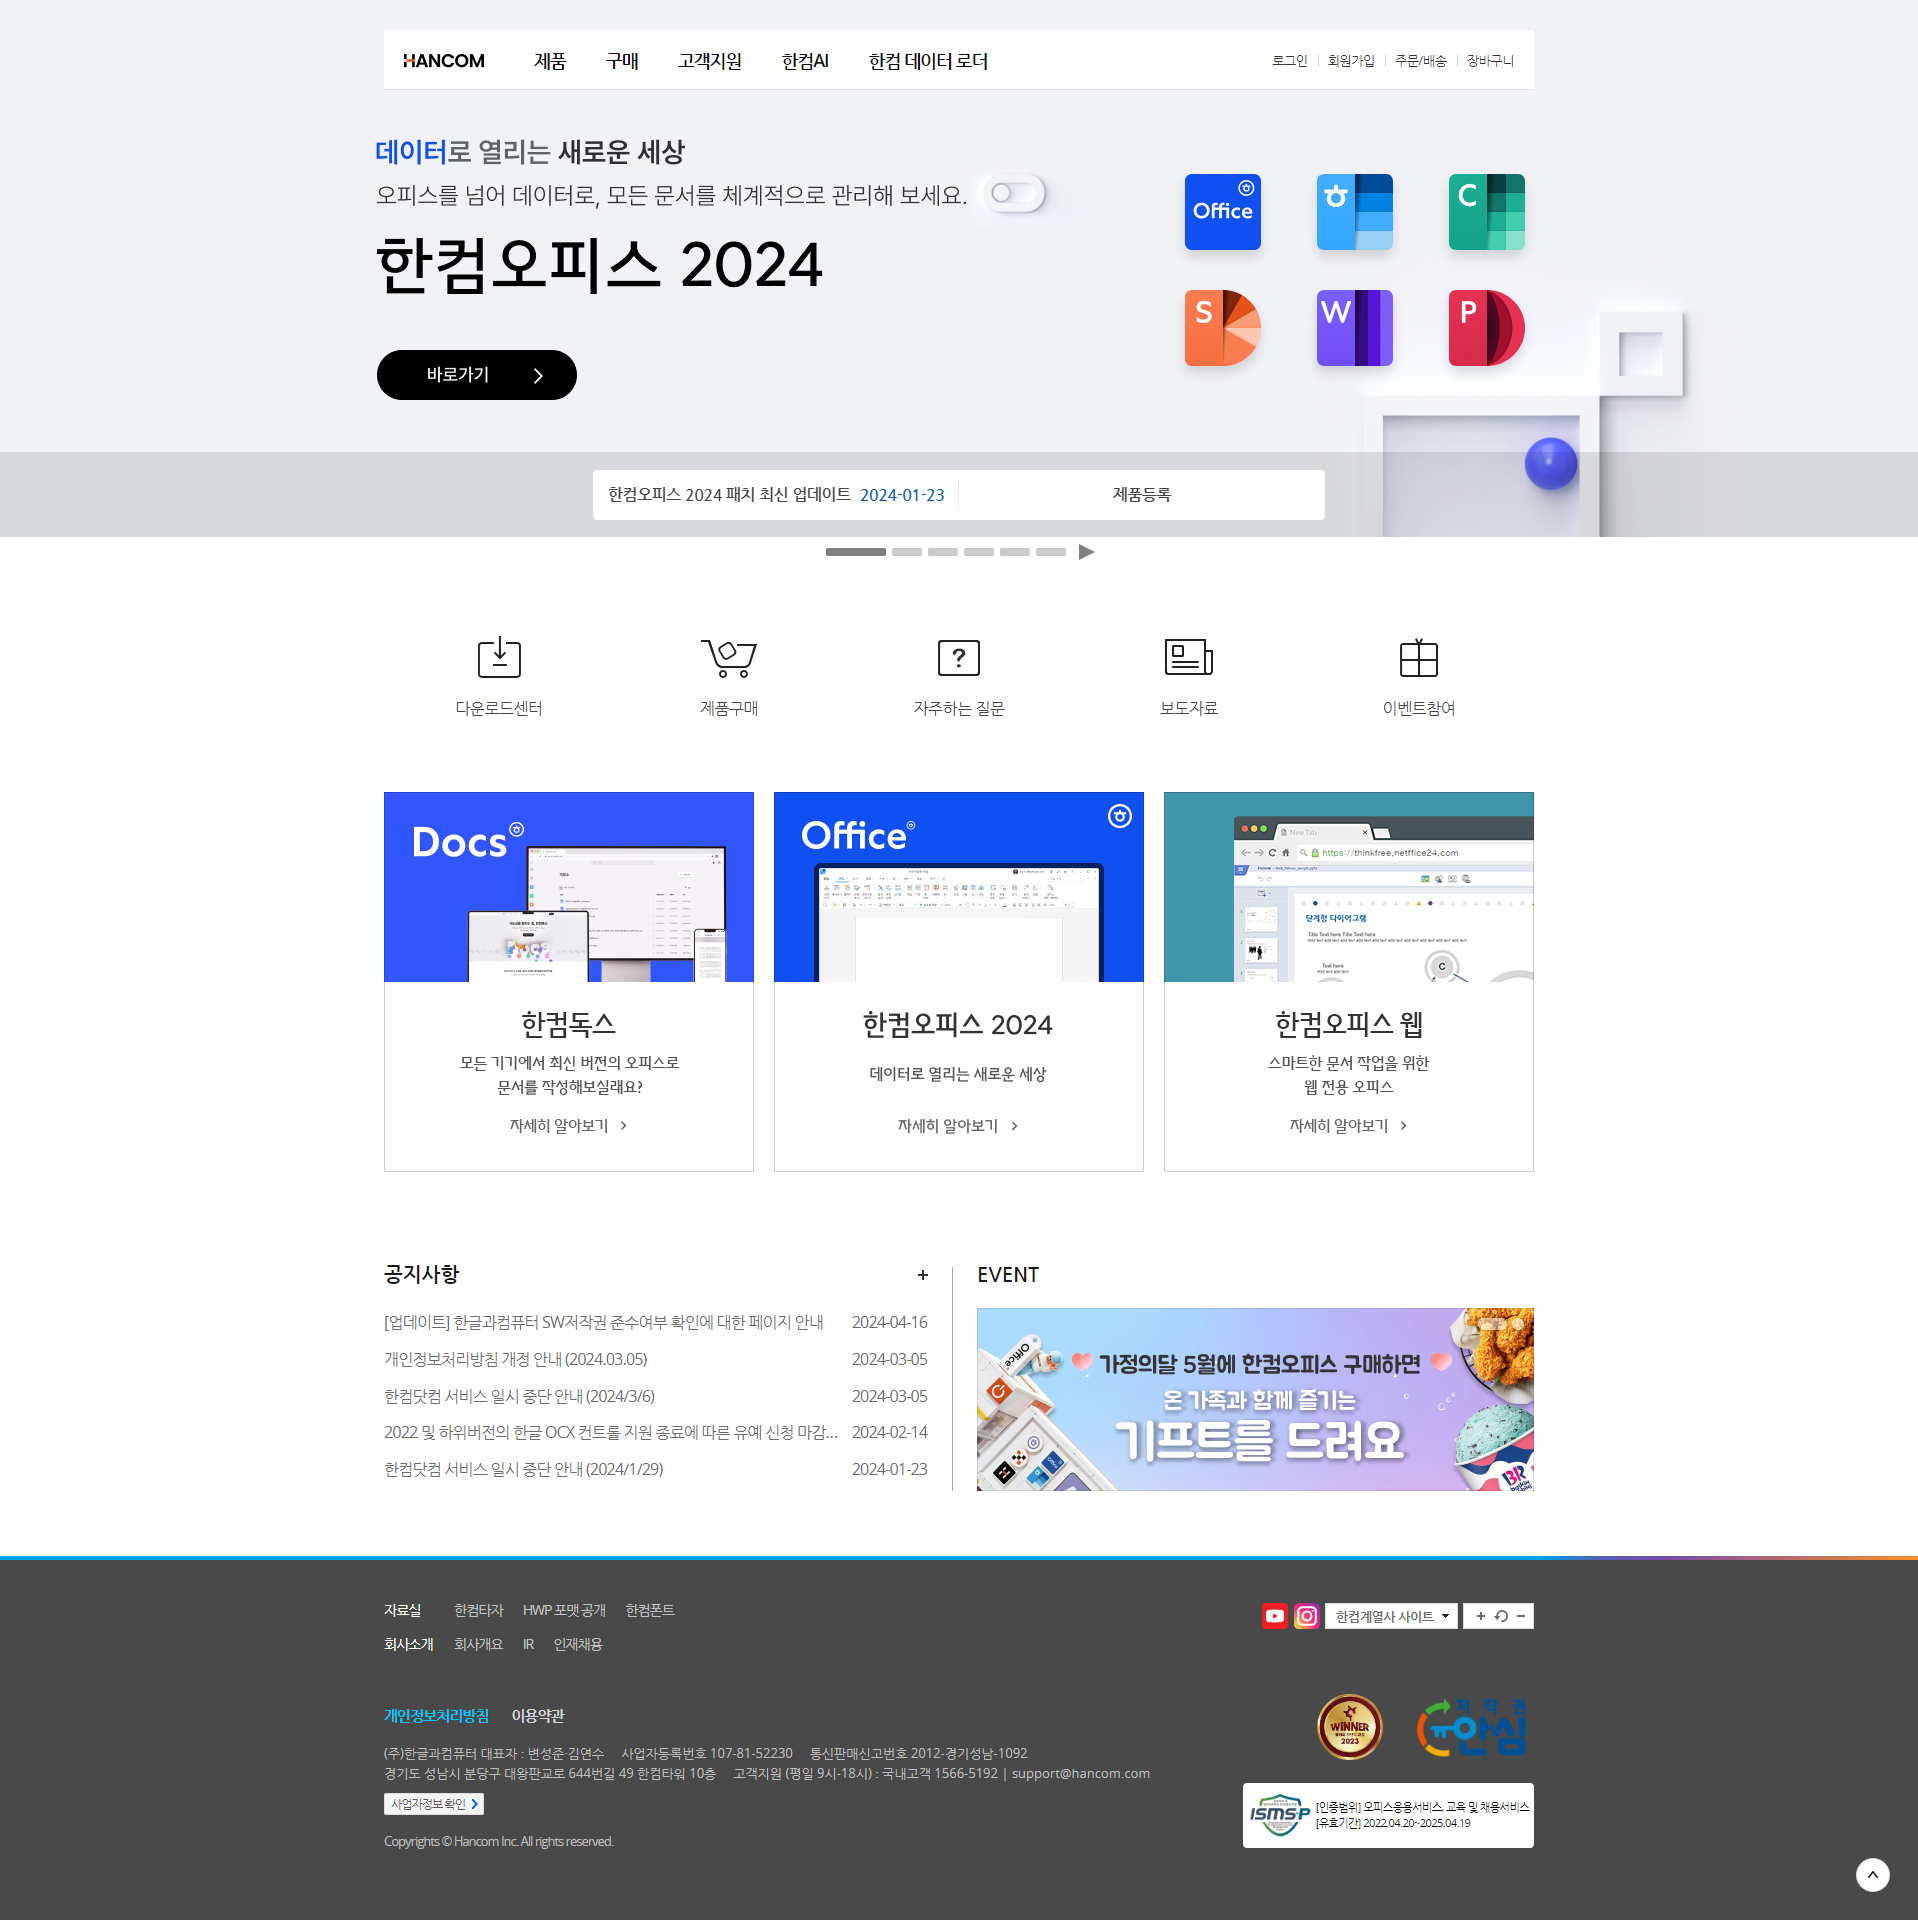 HANCOM
제품
구매
고객지원
한컴AI
한컴 데이터 로더
로그인
회원가입
주문/배송
장바구니
데이터로 열리는 새로운 세상
오피스를 넘어 데이터로, 모든 문서를 체계적으로 관리해 보세요.
한컴오피스 2024
바로가기
Office
C
S
W
P
한컴오피스 2024 패치 최신 업데이트 2024-01-23
제품등록
다운로드센터
제품구매
자주하는 질문
보도자료
이벤트참여
Docs
한컴독스
모든 기기에서 최신 버전의 오피스로
문서를 작성해보실래요?
자세히 알아보기
Office
한컴오피스 2024
데이터로 열리는 새로운 세상
자세히 알아보기
New Tab
https://thinkfree.netffice24.com
단계형 다이어그램
Title Text here Title Text here
Text here
C
한컴오피스 웹
스마트한 문서 작업을 위한
웹 전용 오피스
자세히 알아보기
공지사항
[업데이트] 한글과컴퓨터 SW저작권 준수여부 확인에 대한 페이지 안내 2024-04-16
개인정보처리방침 개정 안내 (2024.03.05) 2024-03-05
한컴닷컴 서비스 일시 중단 안내 (2024/3/6) 2024-03-05
2022 및 하위버전의 한글 OCX 컨트롤 지원 종료에 따른 유예 신청 마감... 2024-02-14
한컴닷컴 서비스 일시 중단 안내 (2024/1/29) 2024-01-23
EVENT
Office
가정의달 5월에 한컴오피스 구매하면
온 가족과 함께 즐기는
기프트를 드려요
BR
자료실
한컴타자
HWP 포맷 공개
한컴폰트
회사소개
회사개요
IR
인재채용
한컴계열사 사이트
개인정보처리방침
이용약관
(주)한글과컴퓨터 대표자 : 변성준·김연수 사업자등록번호 107-81-52230 통신판매신고번호 2012-경기성남-1092
경기도 성남시 분당구 대왕판교로 644번길 49 한컴타워 10층 고객지원 (평일 9시-18시) : 국내고객 1566-5192 | support@hancom.com
사업자정보 확인
Copyrights © Hancom Inc. All rights reserved.
WINNER
2023
저작권
안심
ISMS-P
[인증범위] 오피스응용서비스, 교육 및 채용서비스
[유효기간] 2022.04.20~2025.04.19